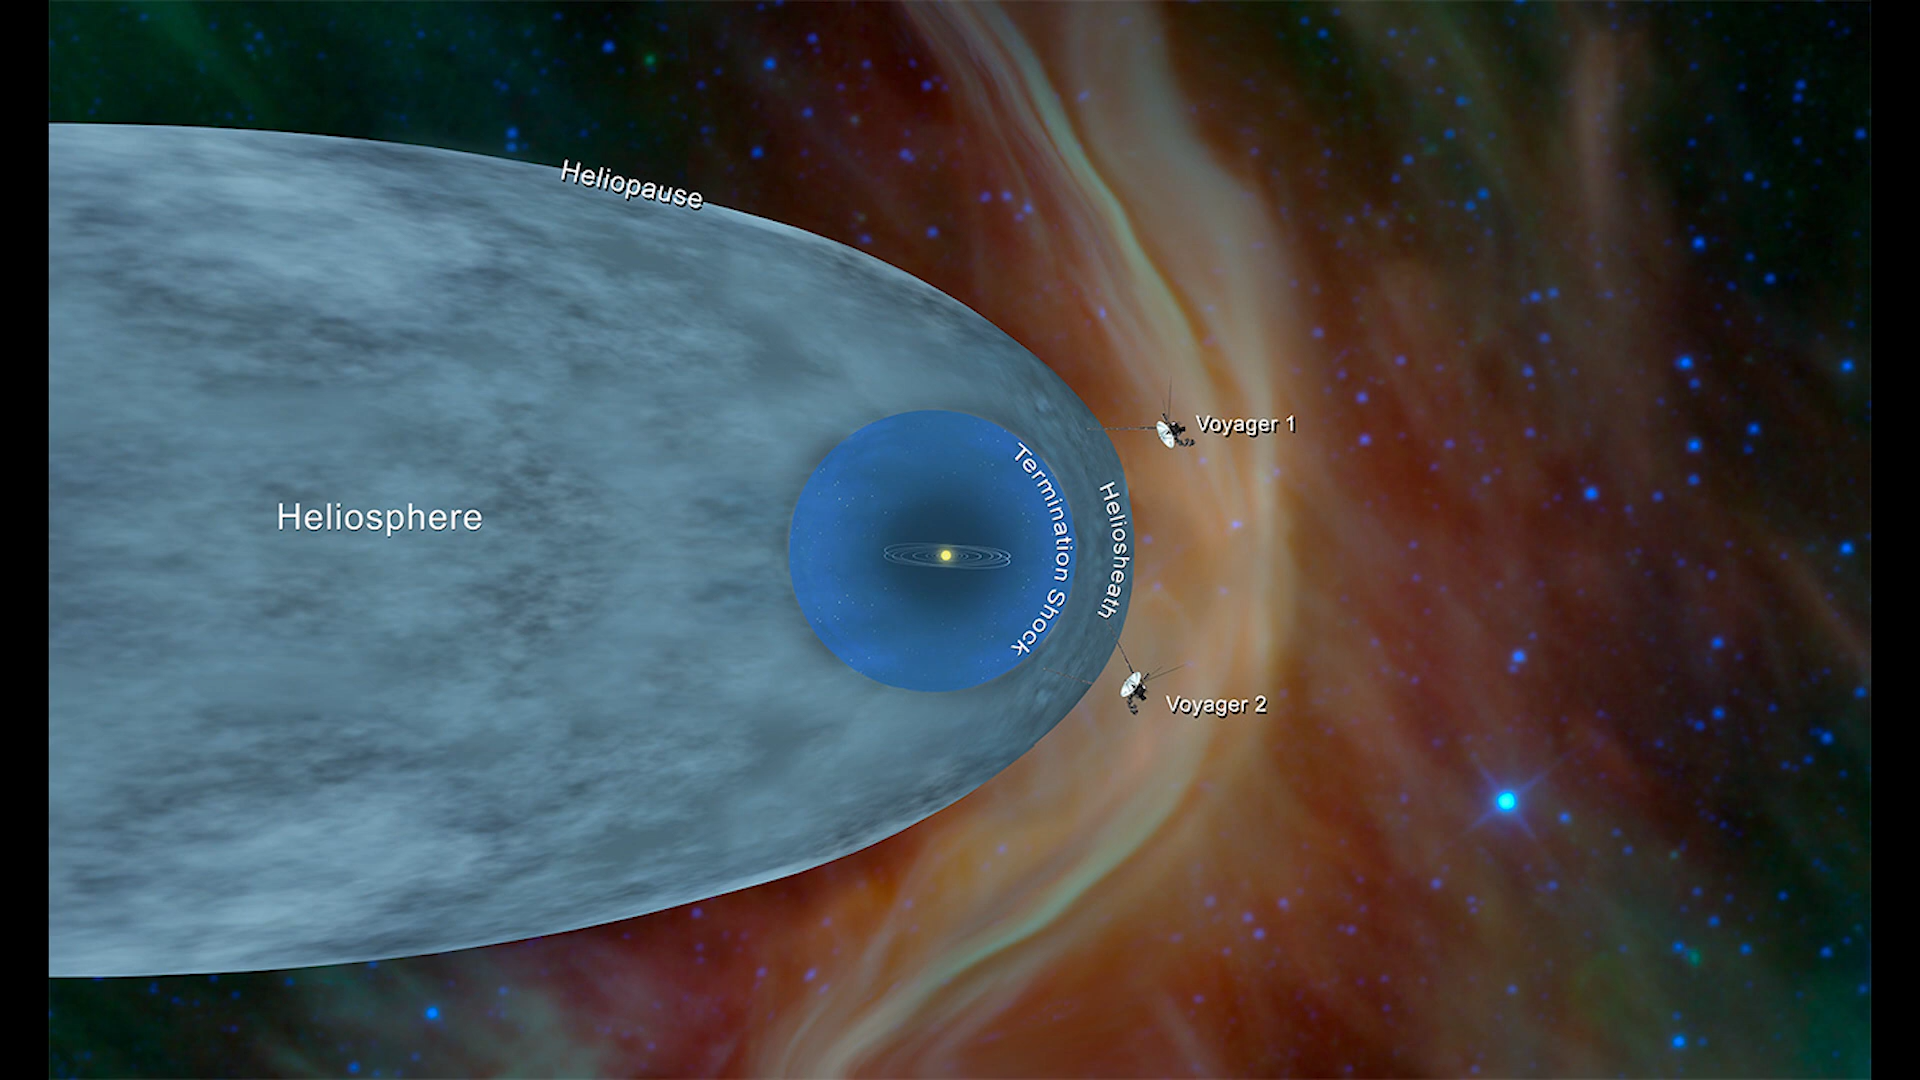 Heliopause
Voyager 1
Termination Shock
Heliosheath
Heliosphere
Voyager 2